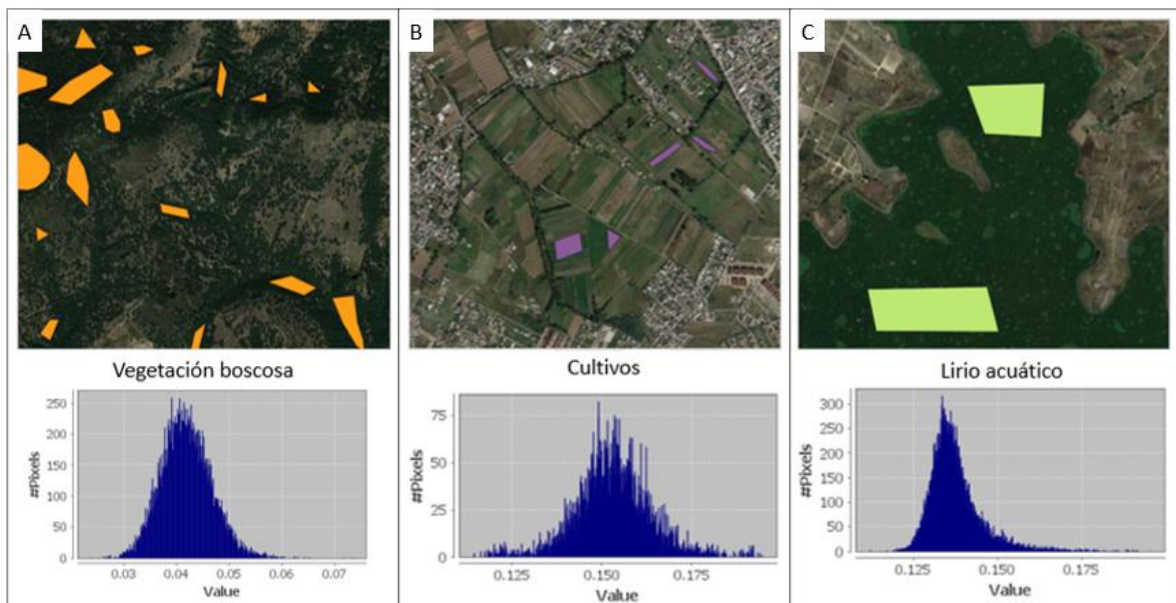 A
B
C
Vegetación boscosa
Cultivos
Lirio acuático
250
200
150
100
50
0
#Pixels
0.03 0.04 0.05 0.06 0.07
Value
75
50
25
0
#Pixels
0.125 0.150 0.175
Value
300
250
200
150
100
50
0
#Pixels
0.125 0.150 0.175
Value